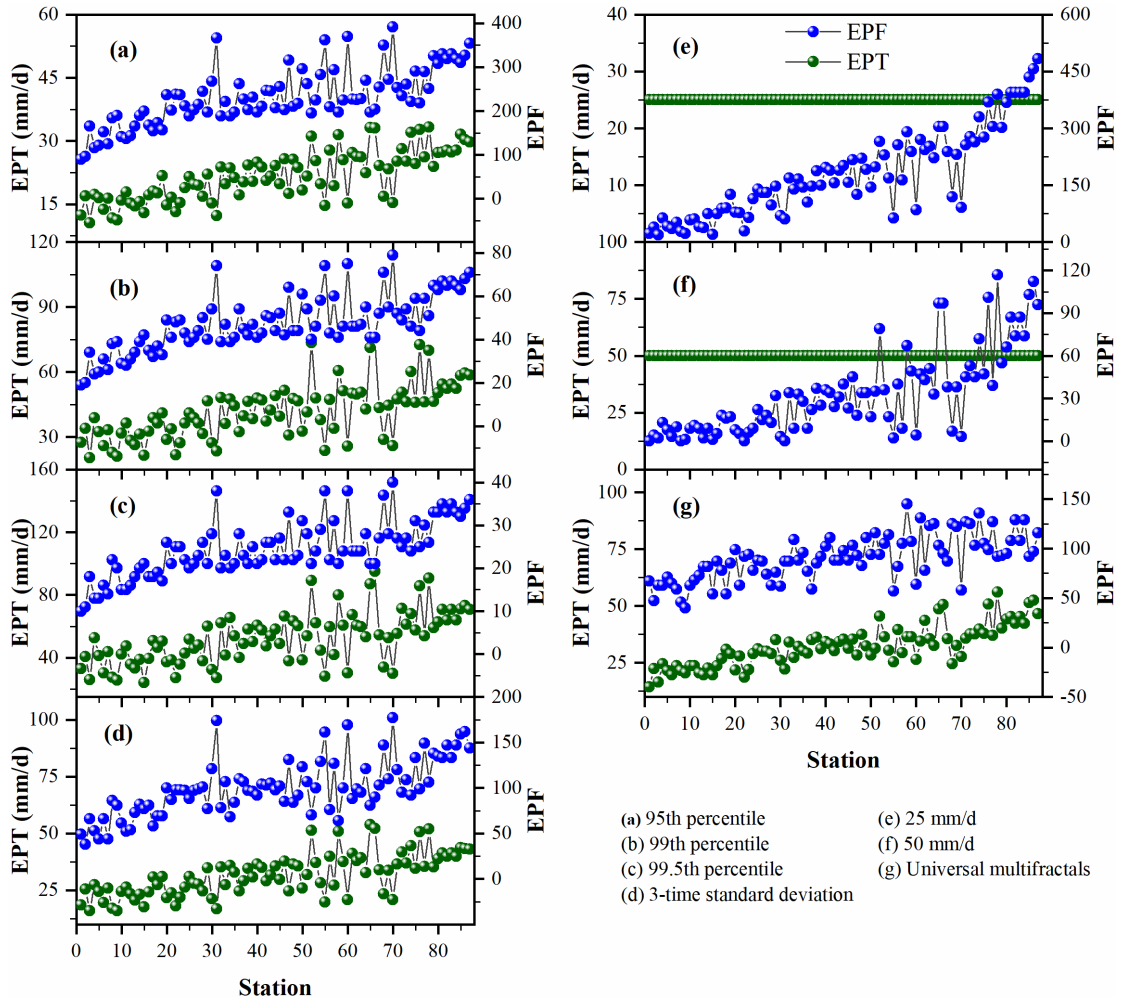 (a)
EPT (mm/d)
60
45
30
15
400
300
200
100
0
EPF
(b)
EPT (mm/d)
120
90
60
30
80
60
40
20
0
EPF
(c)
EPT (mm/d)
160
120
80
40
40
30
20
10
0
EPF
(d)
EPT (mm/d)
100
75
50
25
200
150
100
50
0
EPF
0 10 20 30 40 50 60 70 80
Station
(e)
EPF
EPT
EPT (mm/d)
40
30
20
10
600
450
300
150
0
EPF
(f)
EPT (mm/d)
100
75
50
25
0
120
90
60
30
0
EPF
(g)
EPT (mm/d)
100
75
50
25
150
100
50
0
-50
EPF
0 10 20 30 40 50 60 70 80
Station
(a) 95th percentile
(b) 99th percentile
(c) 99.5th percentile
(d) 3-time standard deviation
(e) 25 mm/d
(f) 50 mm/d
(g) Universal multifractals